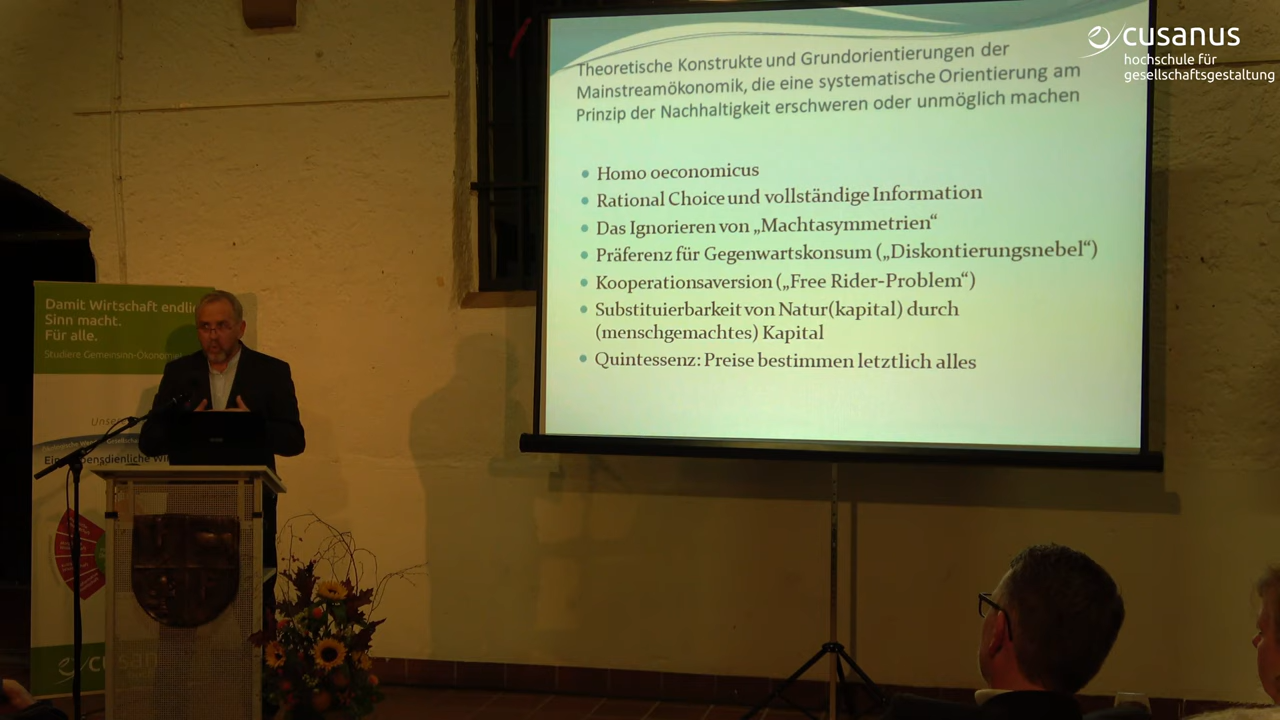 cusanus
hochschule für
gesellschaftsgestaltung
Theoretische Konstrukte und Grundorientierungen der
Mainstreamökonomik, die eine systematische Orientierung am
Prinzip der Nachhaltigkeit erschweren oder unmöglich machen
• Homo oeconomicus
• Rational Choice und vollständige Information
• Das Ignorieren von „Machtasymmetrien“
• Präferenz für Gegenwartskonsum („Diskontierungsnebel“)
• Kooperationsaversion („Free Rider-Problem“)
• Substituierbarkeit von Natur(kapital) durch
(menschgemachtes) Kapital
• Quintessenz: Preise bestimmen letztlich alles
Damit Wirtschaft endlic
Sinn macht.
Für alle.
Studiere Gemeinsinn-Ökonomie
cusan